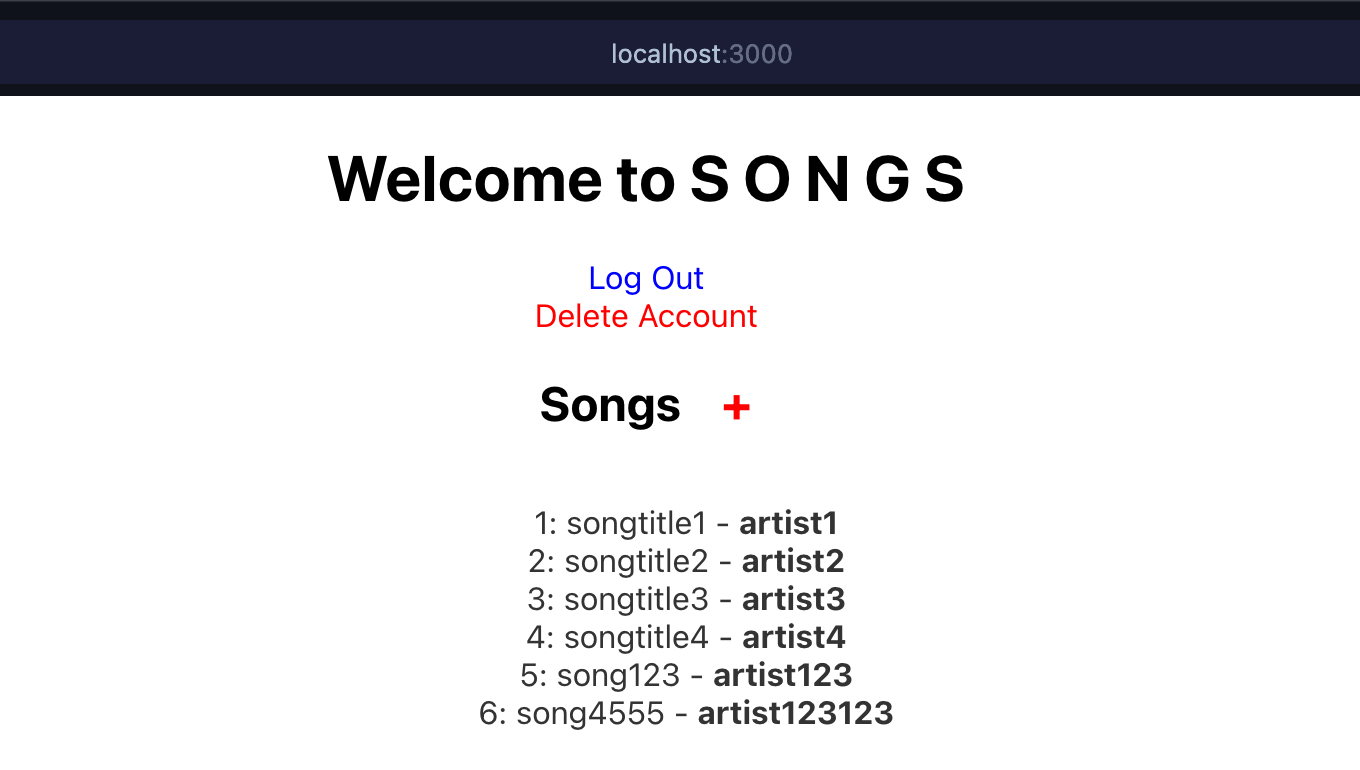 localhost:3000
Welcome to S O N G S
Log Out
Delete Account
Songs +
1: songtitle1 - artist1
2: songtitle2 - artist2
3: songtitle3 - artist3
4: songtitle4 - artist4
5: song123 - artist123
6: song4555 - artist123123